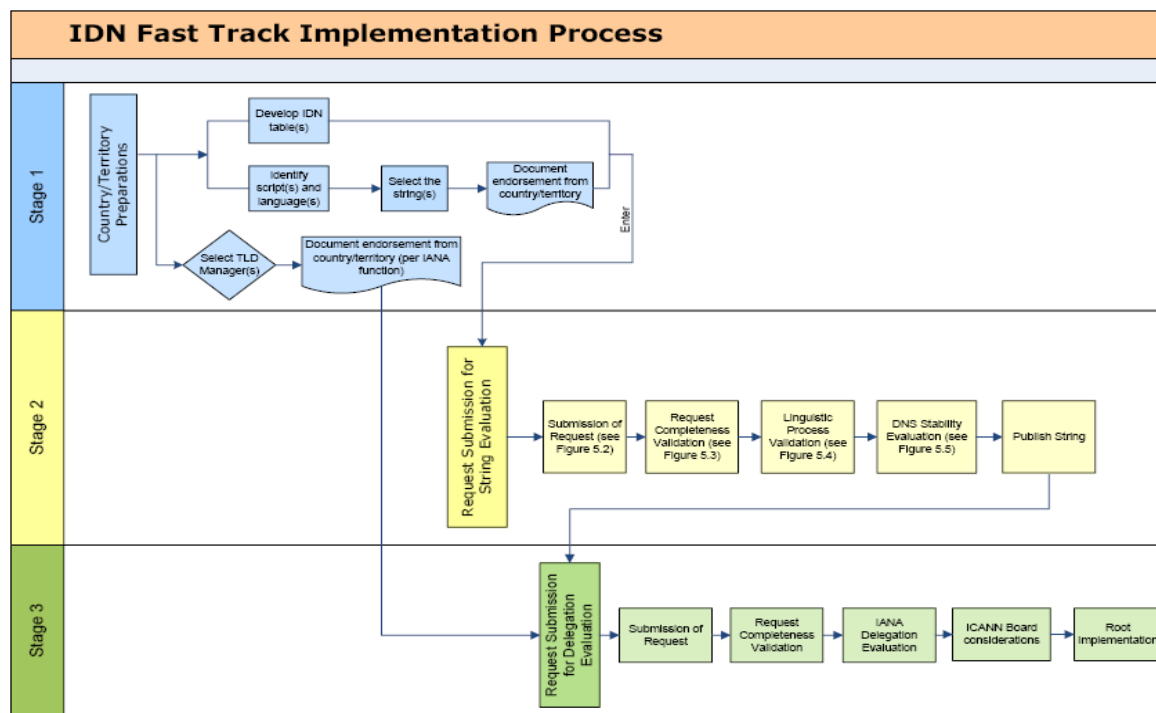 IDN Fast Track Implementation Process
Stage 1
Country/Territory
Preparations
Develop IDN
table(s)
Identify
script(s) and
language(s)
Select the
string(s)
Document
endorsement from
country/territory
Enter
Select TLD
Manager(s)
Document endorsement from
country/territory (per IANA
function)
Stage 2
Request Submission for
String Evaluation
Submission of
Request (see
Figure 5.2)
Request
Completeness
Validation (see
Figure 5.3)
Linguistic
Process
Validation (see
Figure 5.4)
DNS Stability
Evaluation (see
Figure 5.5)
Publish String
Stage 3
Request Submission
for Delegation
Evaluation
Submission of
Request
Request
Completeness
Validation
IANA
Delegation
Evaluation
ICANN Board
considerations
Root
Implementation